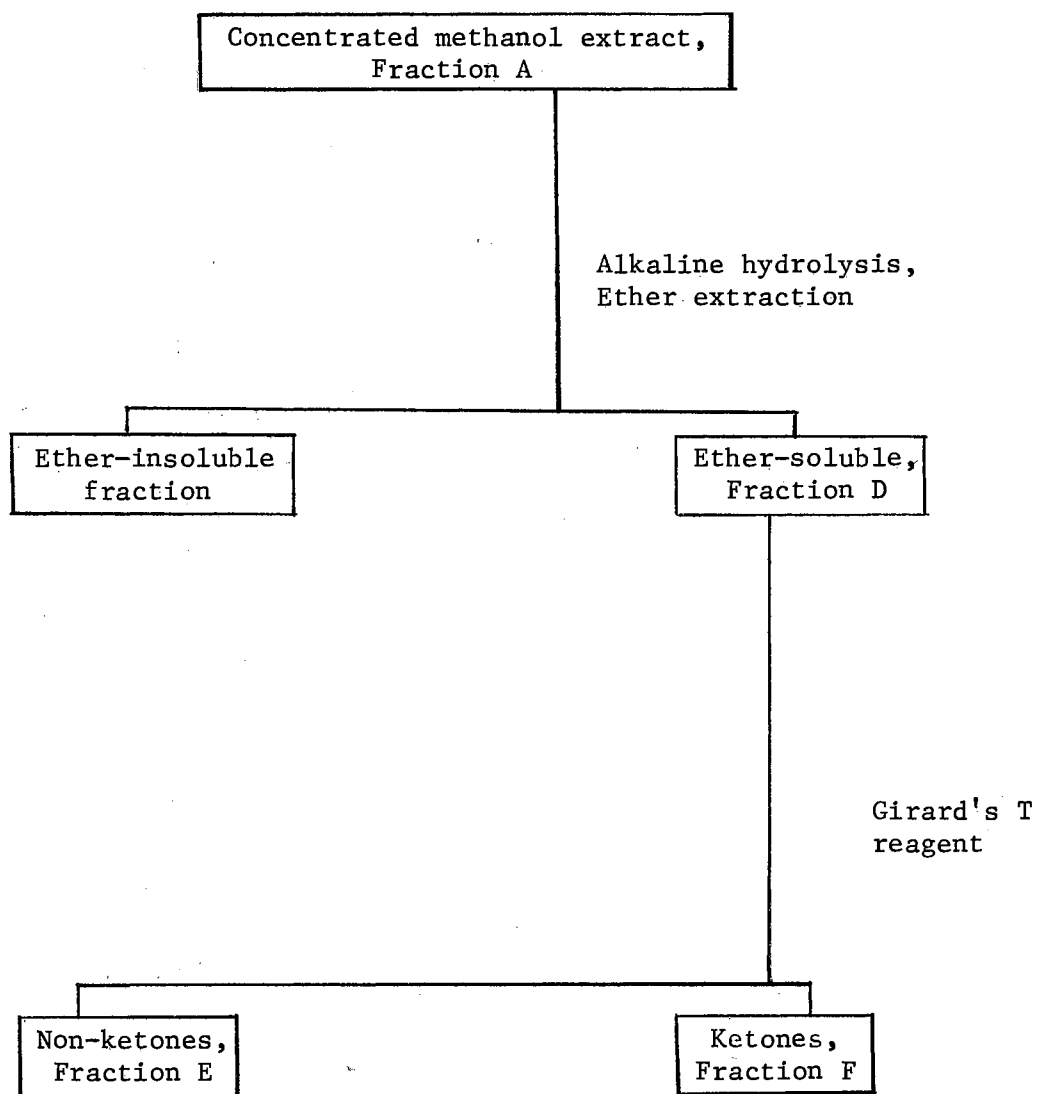 Concentrated methanol extract,
Fraction A
Alkaline hydrolysis,
Ether extraction
Ether-insoluble
fraction
Ether-soluble,
Fraction D
Girard's T
reagent
Non-ketones,
Fraction E
Ketones,
Fraction F